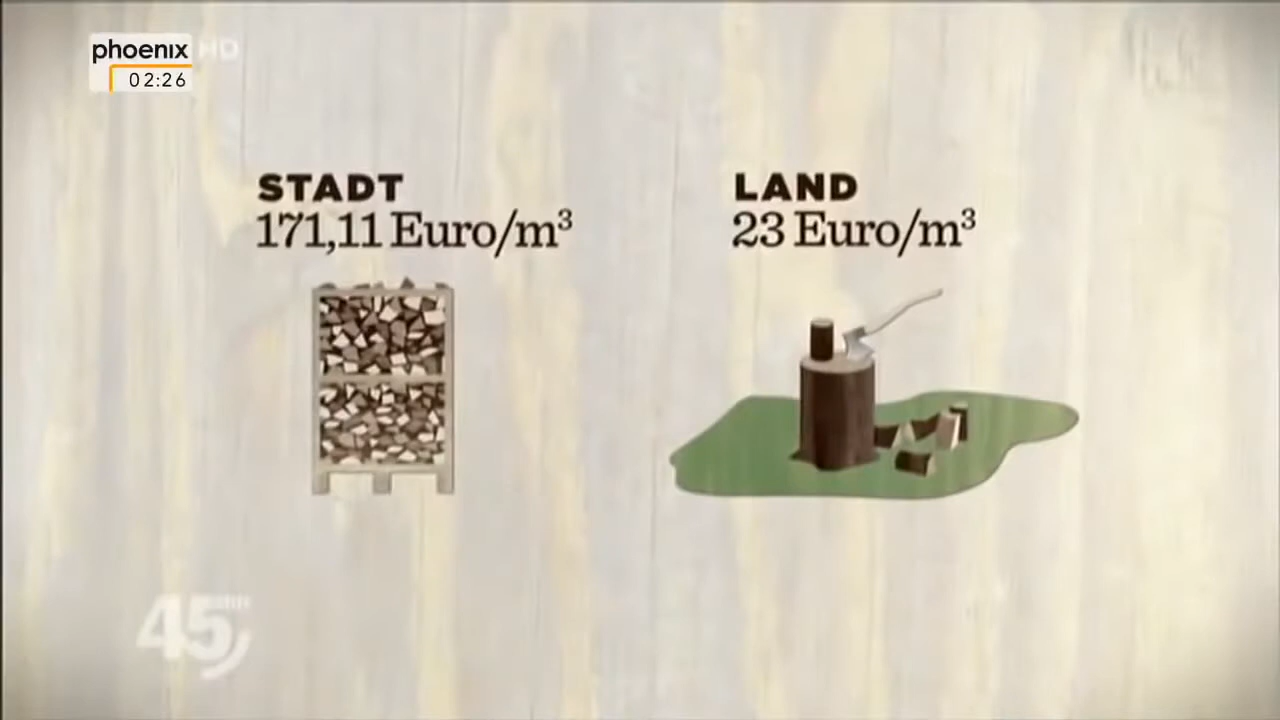 phoenix HD
02:26
STADT
171,11 Euro/m³
LAND
23 Euro/m³
45 min